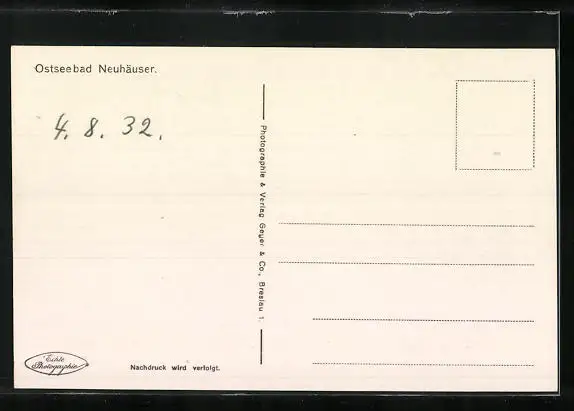 Ostseebad Neuhäuser.
4. 8. 32.
Photographie & Verlag Geyer & Co., Breslau 1.
Echte
Photographie
Nachdruck wird verfolgt.